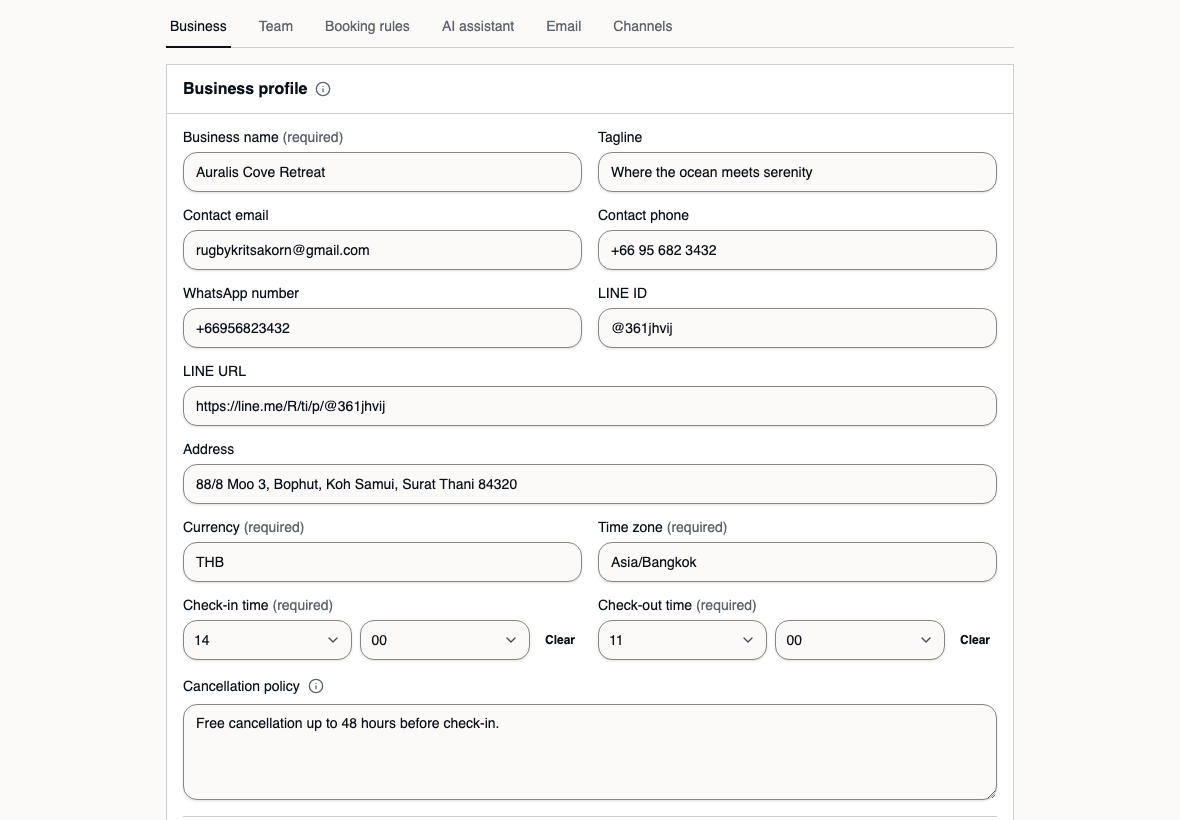 Business Team Booking rules AI assistant Email Channels
Business profile
Business name (required) Tagline
Auralis Cove Retreat Where the ocean meets serenity
Contact email Contact phone
rugbykritsakorn@gmail.com +66 95 682 3432
WhatsApp number LINE ID
+66956823432 @361jhvij
LINE URL
https://line.me/R/ti/p/@361jhvij
Address
88/8 Moo 3, Bophut, Koh Samui, Surat Thani 84320
Currency (required) Time zone (required)
THB Asia/Bangkok
Check-in time (required) Check-out time (required)
14 00 Clear 11 00 Clear
Cancellation policy
Free cancellation up to 48 hours before check-in.